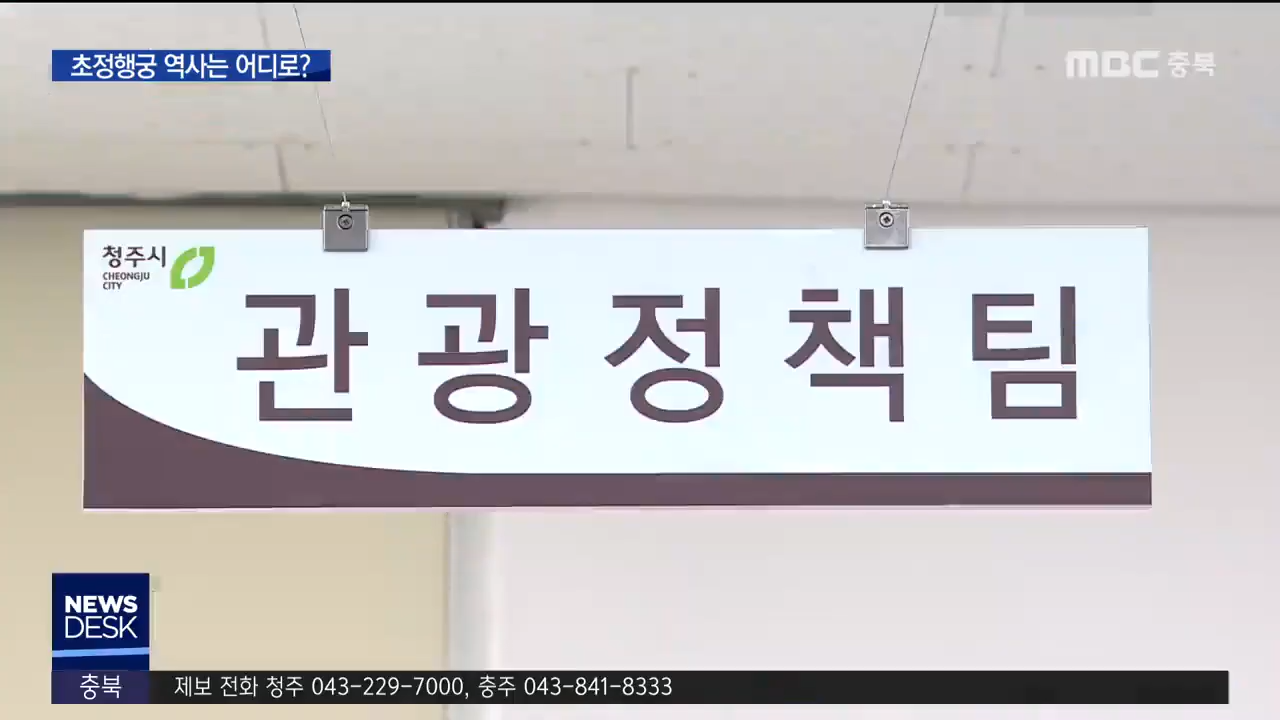 초정행궁 역사는 어디로?
MBC 충북
청주시
CHEONGJU
CITY
관광정책팀
NEWS
DESK
충북
제보 전화 청주 043-229-7000, 충주 043-841-8333